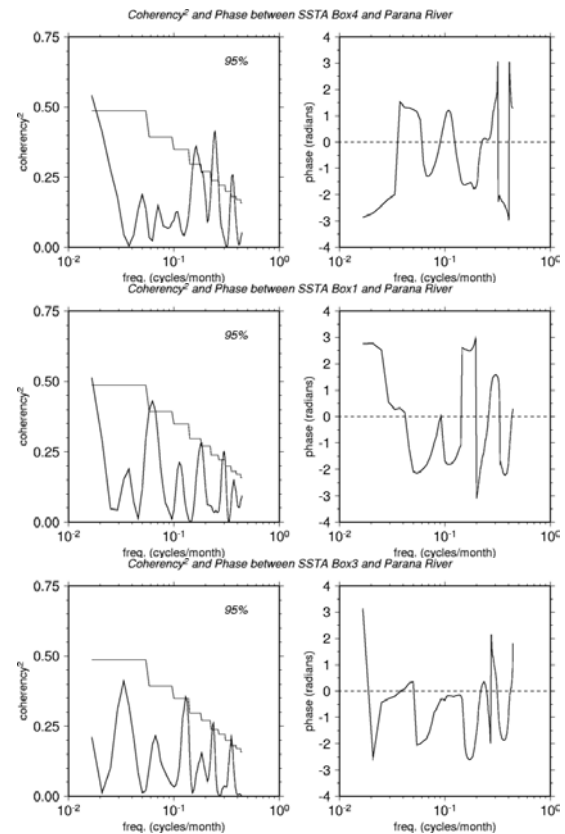 Coherency² and Phase between SSTA Box4 and Parana River
0.75
0.50
0.25
0.00
coherency²
95%
10⁻² 10⁻¹ 10⁰
freq. (cycles/month)
4
3
2
1
0
-1
-2
-3
-4
phase (radians)
10⁻² 10⁻¹ 10⁰
freq. (cycles/month)
Coherency² and Phase between SSTA Box1 and Parana River
0.75
0.50
0.25
0.00
coherency²
95%
10⁻² 10⁻¹ 10⁰
freq. (cycles/month)
4
3
2
1
0
-1
-2
-3
-4
phase (radians)
10⁻² 10⁻¹ 10⁰
freq. (cycles/month)
Coherency² and Phase between SSTA Box3 and Parana River
0.75
0.50
0.25
0.00
coherency²
95%
10⁻² 10⁻¹ 10⁰
freq. (cycles/month)
4
3
2
1
0
-1
-2
-3
-4
phase (radians)
10⁻² 10⁻¹ 10⁰
freq. (cycles/month)